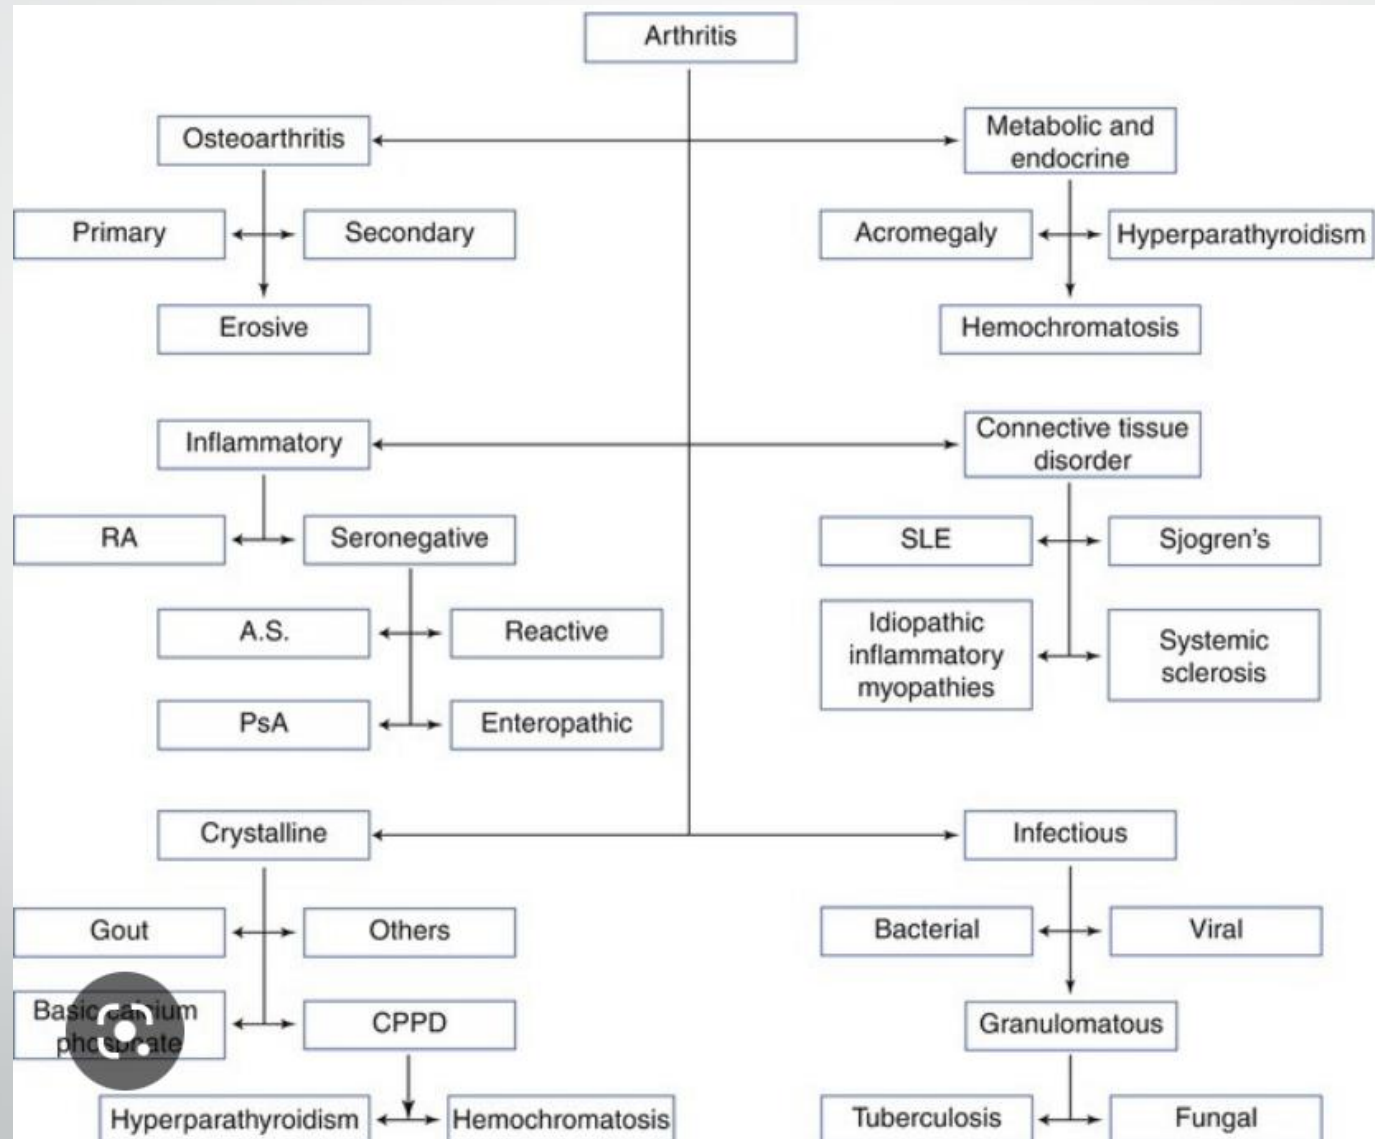 Arthritis
Osteoarthritis
Metabolic and
endocrine
Primary
Secondary
Acromegaly
Hyperparathyroidism
Erosive
Hemochromatosis
Inflammatory
Connective tissue
disorder
RA
Seronegative
SLE
Sjogren's
A.S.
Reactive
Idiopathic
inflammatory
myopathies
Systemic
sclerosis
PsA
Enteropathic
Crystalline
Infectious
Gout
Others
Bacterial
Viral
Basic calcium
phosphate
CPPD
Granulomatous
Hyperparathyroidism
Hemochromatosis
Tuberculosis
Fungal